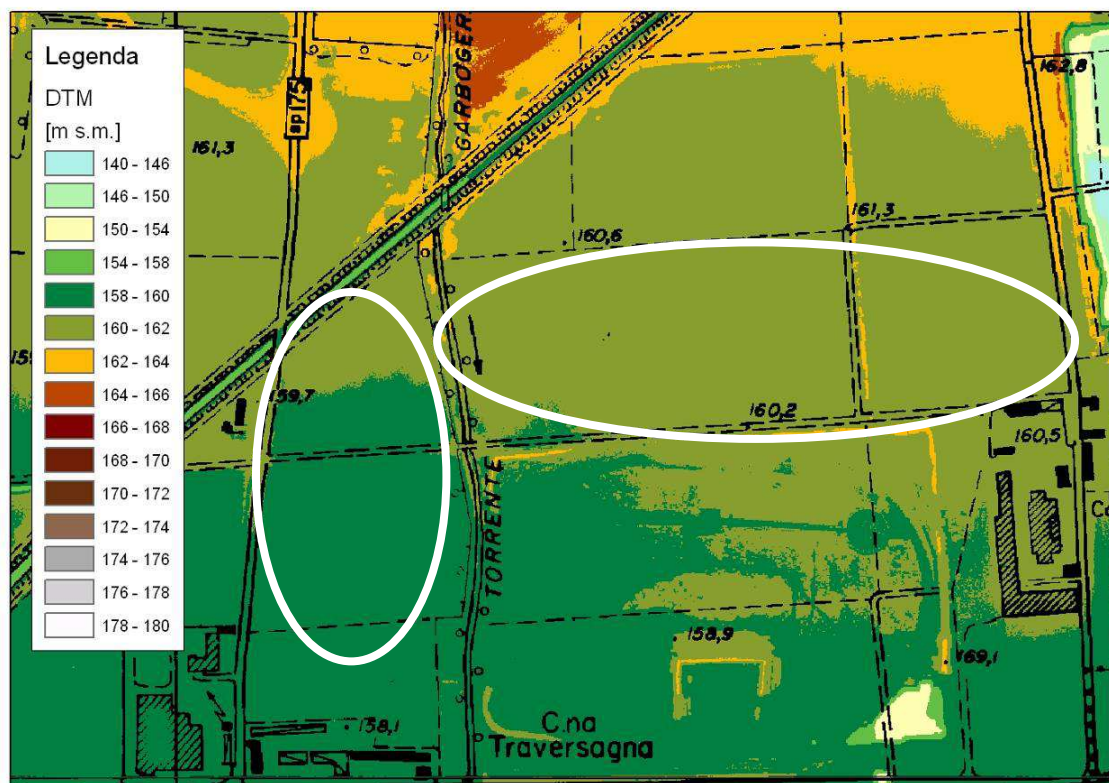 Legenda
DTM
[m s.m.]
140 - 146
146 - 150
150 - 154
154 - 158
158 - 160
160 - 162
162 - 164
164 - 166
166 - 168
168 - 170
170 - 172
172 - 174
174 - 176
176 - 178
178 - 180
sp175
GARBOGER
162,8
161,3
161,3
160,6
159,7
160,2
160,5
TORRENTE
158,9
169,1
158,1
C.na
Traversagna